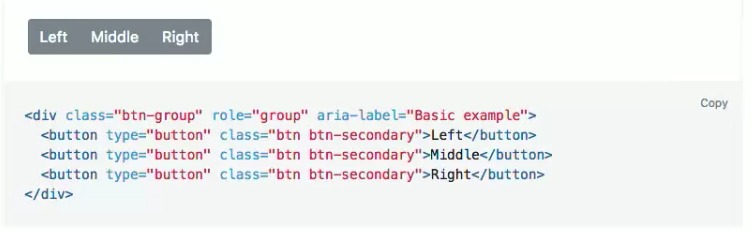 Left Middle Right
Copy
<div class="btn-group" role="group" aria-label="Basic example">
  <button type="button" class="btn btn-secondary">Left</button>
  <button type="button" class="btn btn-secondary">Middle</button>
  <button type="button" class="btn btn-secondary">Right</button>
</div>